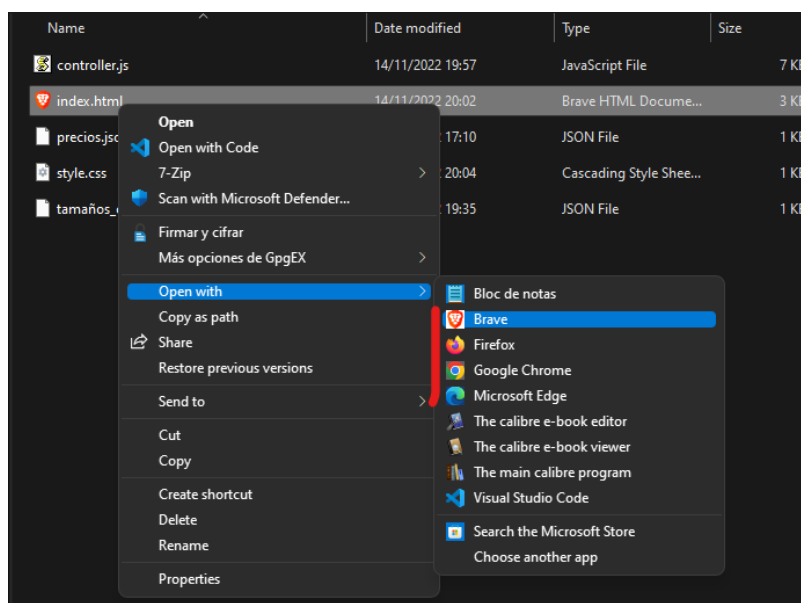 Name Date modified Type Size
controller.js 14/11/2022 19:57 JavaScript File 7 KB
index.html 14/11/2022 20:02 Brave HTML Docume... 3 KB
precios.jso 17:10 JSON File 1 KB
style.css 20:04 Cascading Style Shee... 1 KB
tamaños_ 19:35 JSON File 1 KB
Open
Open with Code
7-Zip
Scan with Microsoft Defender...
Firmar y cifrar
Más opciones de GpgEX
Open with
Copy as path
Share
Restore previous versions
Send to
Cut
Copy
Create shortcut
Delete
Rename
Properties
Bloc de notas
Brave
Firefox
Google Chrome
Microsoft Edge
The calibre e-book editor
The calibre e-book viewer
The main calibre program
Visual Studio Code
Search the Microsoft Store
Choose another app